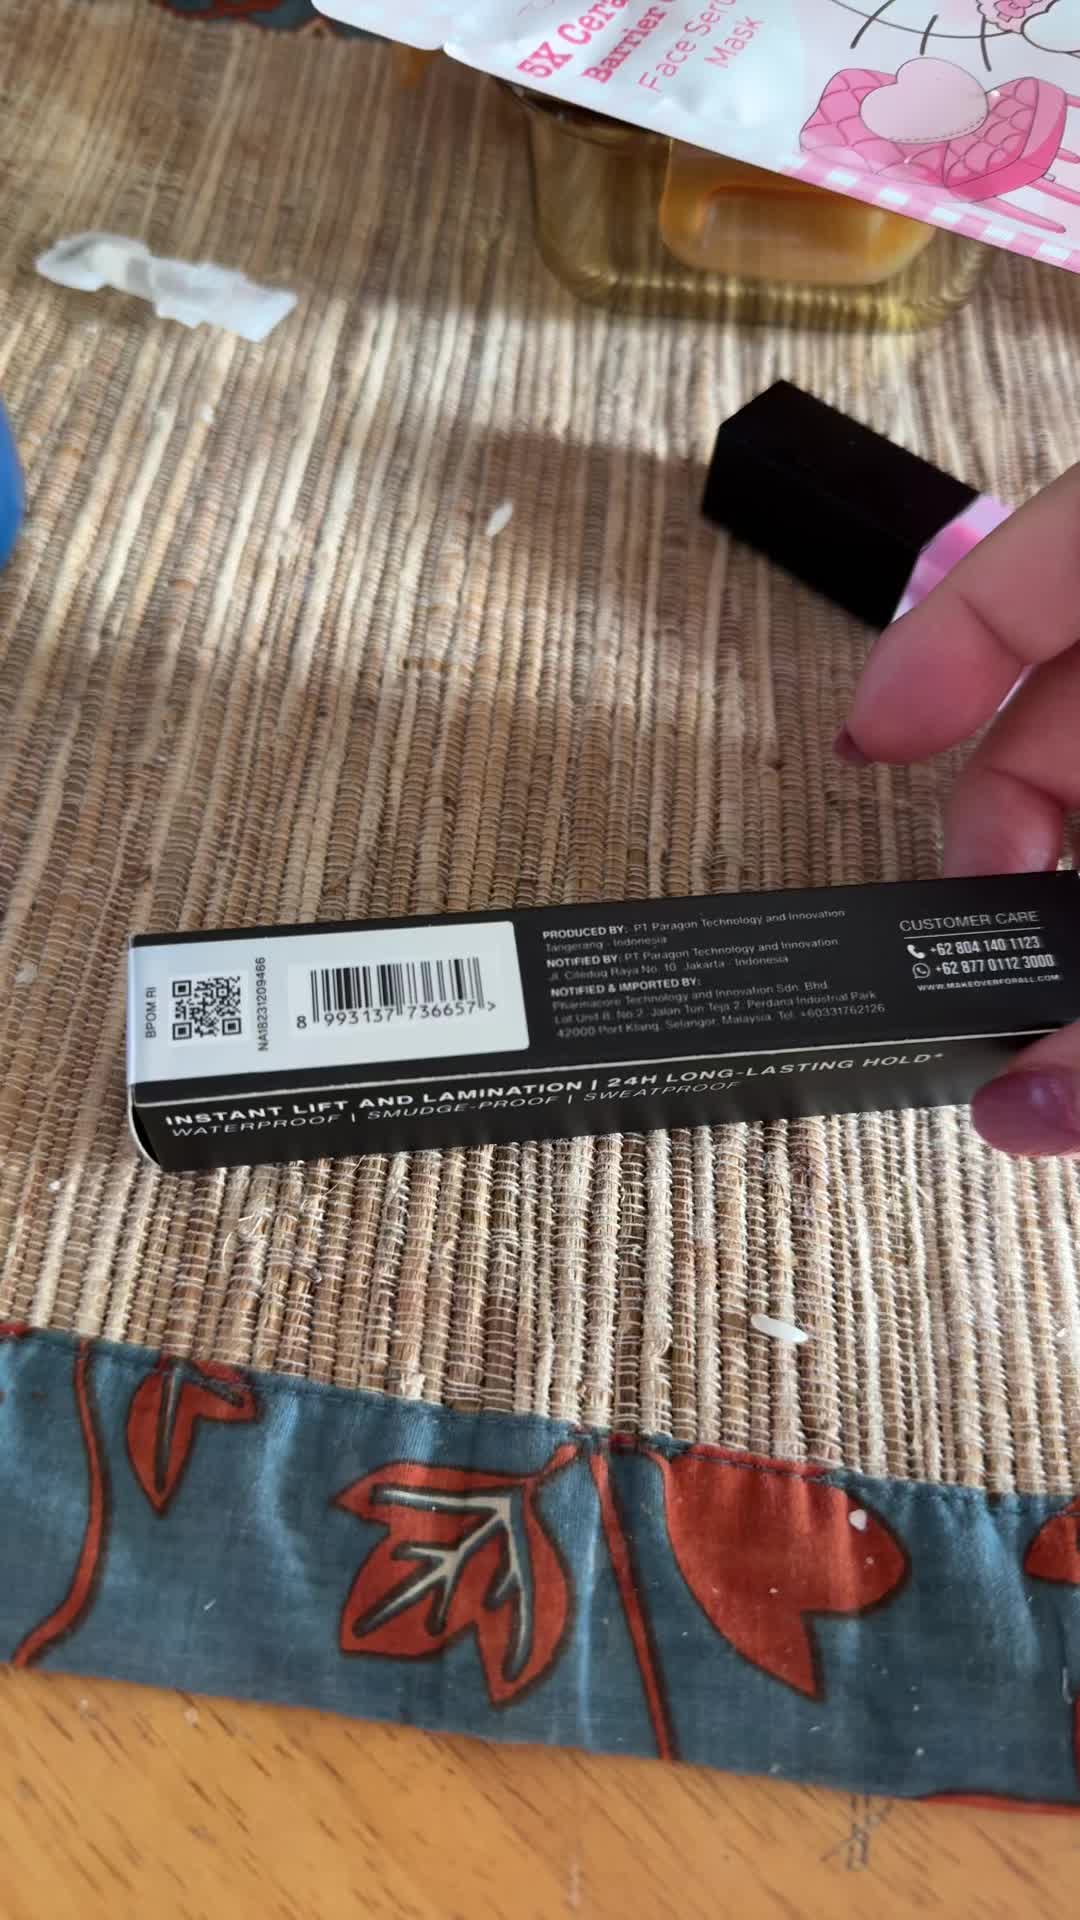 5X Cera
Barrier
Face Ser
Mask
BPOM RI
NA18231209466
8 993137 736657 >
PRODUCED BY: PT Paragon Technology and Innovation
Tangerang - Indonesia
NOTIFIED BY: PT Paragon Technology and Innovation
Jl. Ciledug Raya No. 10 Jakarta - Indonesia
NOTIFIED & IMPORTED BY:
Pharmacore Technology and Innovation Sdn. Bhd.
Lot Unit 8, No 2, Jalan Tun Teja 2, Perdana Industrial Park
42000 Port Klang, Selangor, Malaysia. Tel: +60331762126
CUSTOMER CARE
+62 804 140 1123
+62 877 0112 3000
WWW.MAKEOVERFORALL.COM
INSTANT LIFT AND LAMINATION | 24H LONG-LASTING HOLD*
WATERPROOF | SMUDGE-PROOF | SWEATPROOF